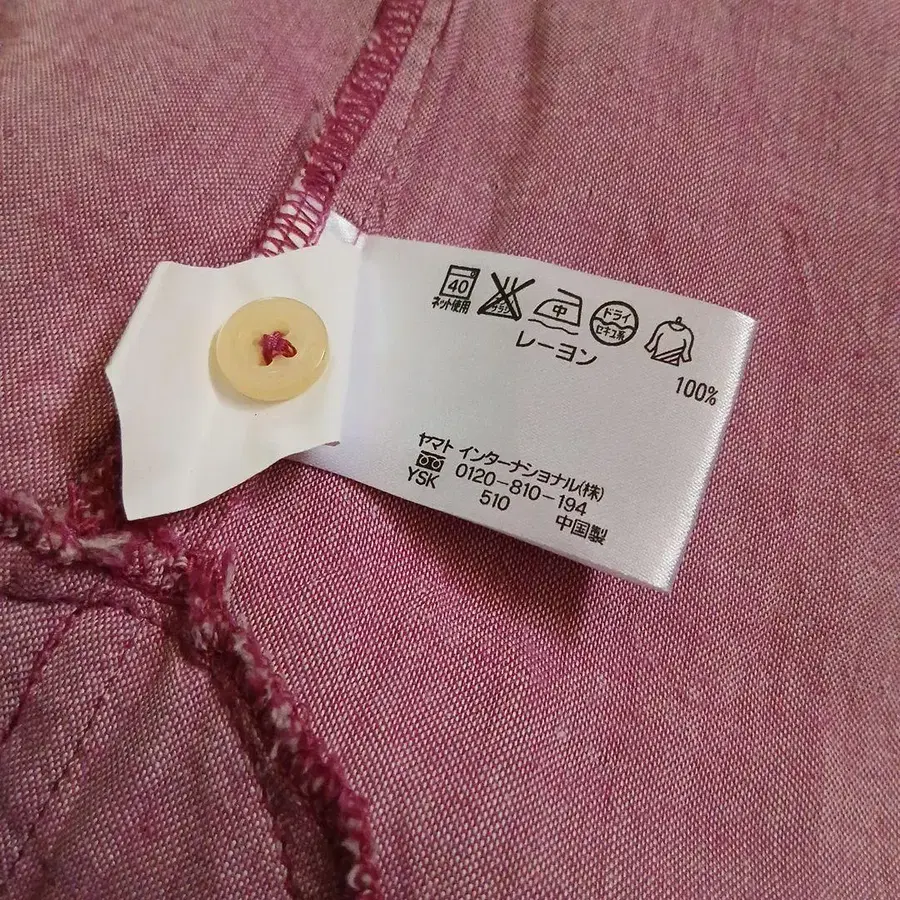 40
ネット使用
中
ドライ
セキユ系
レーヨン
100%
ヤマト インターナショナル(株)
0120-810-194
YSK 510 中国製